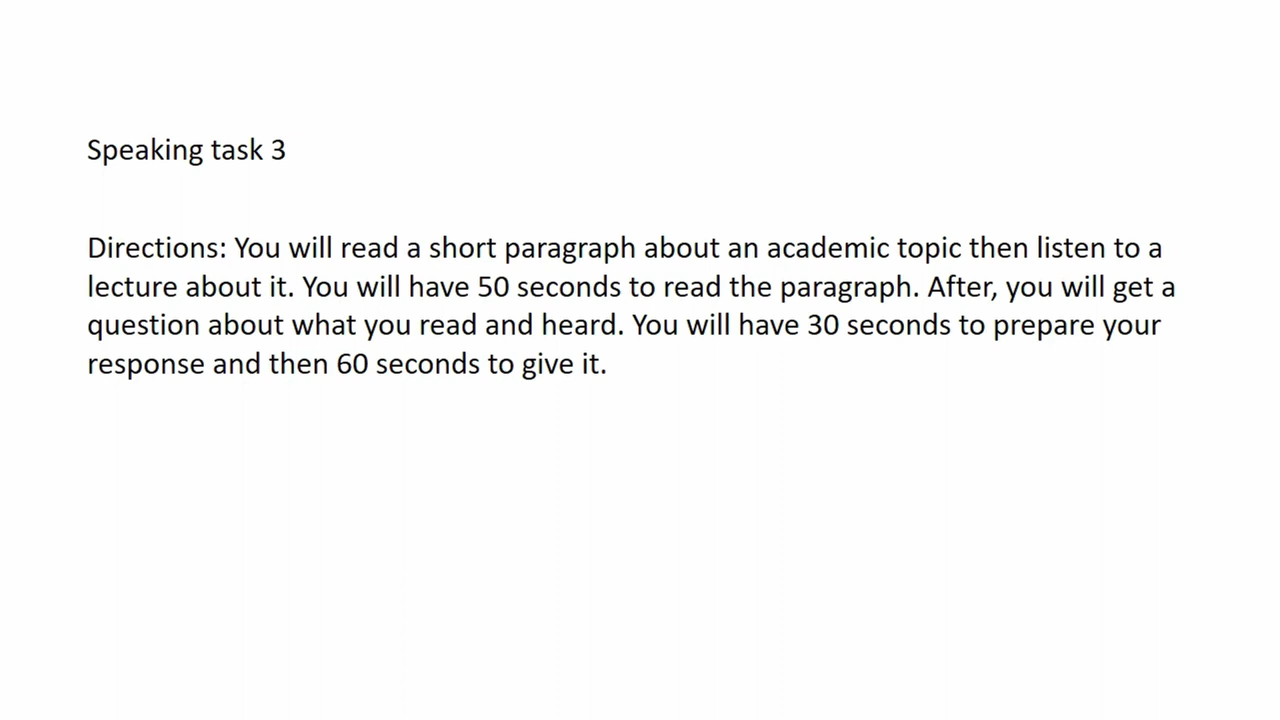 Speaking task 3
Directions: You will read a short paragraph about an academic topic then listen to a
lecture about it. You will have 50 seconds to read the paragraph. After, you will get a
question about what you read and heard. You will have 30 seconds to prepare your
response and then 60 seconds to give it.